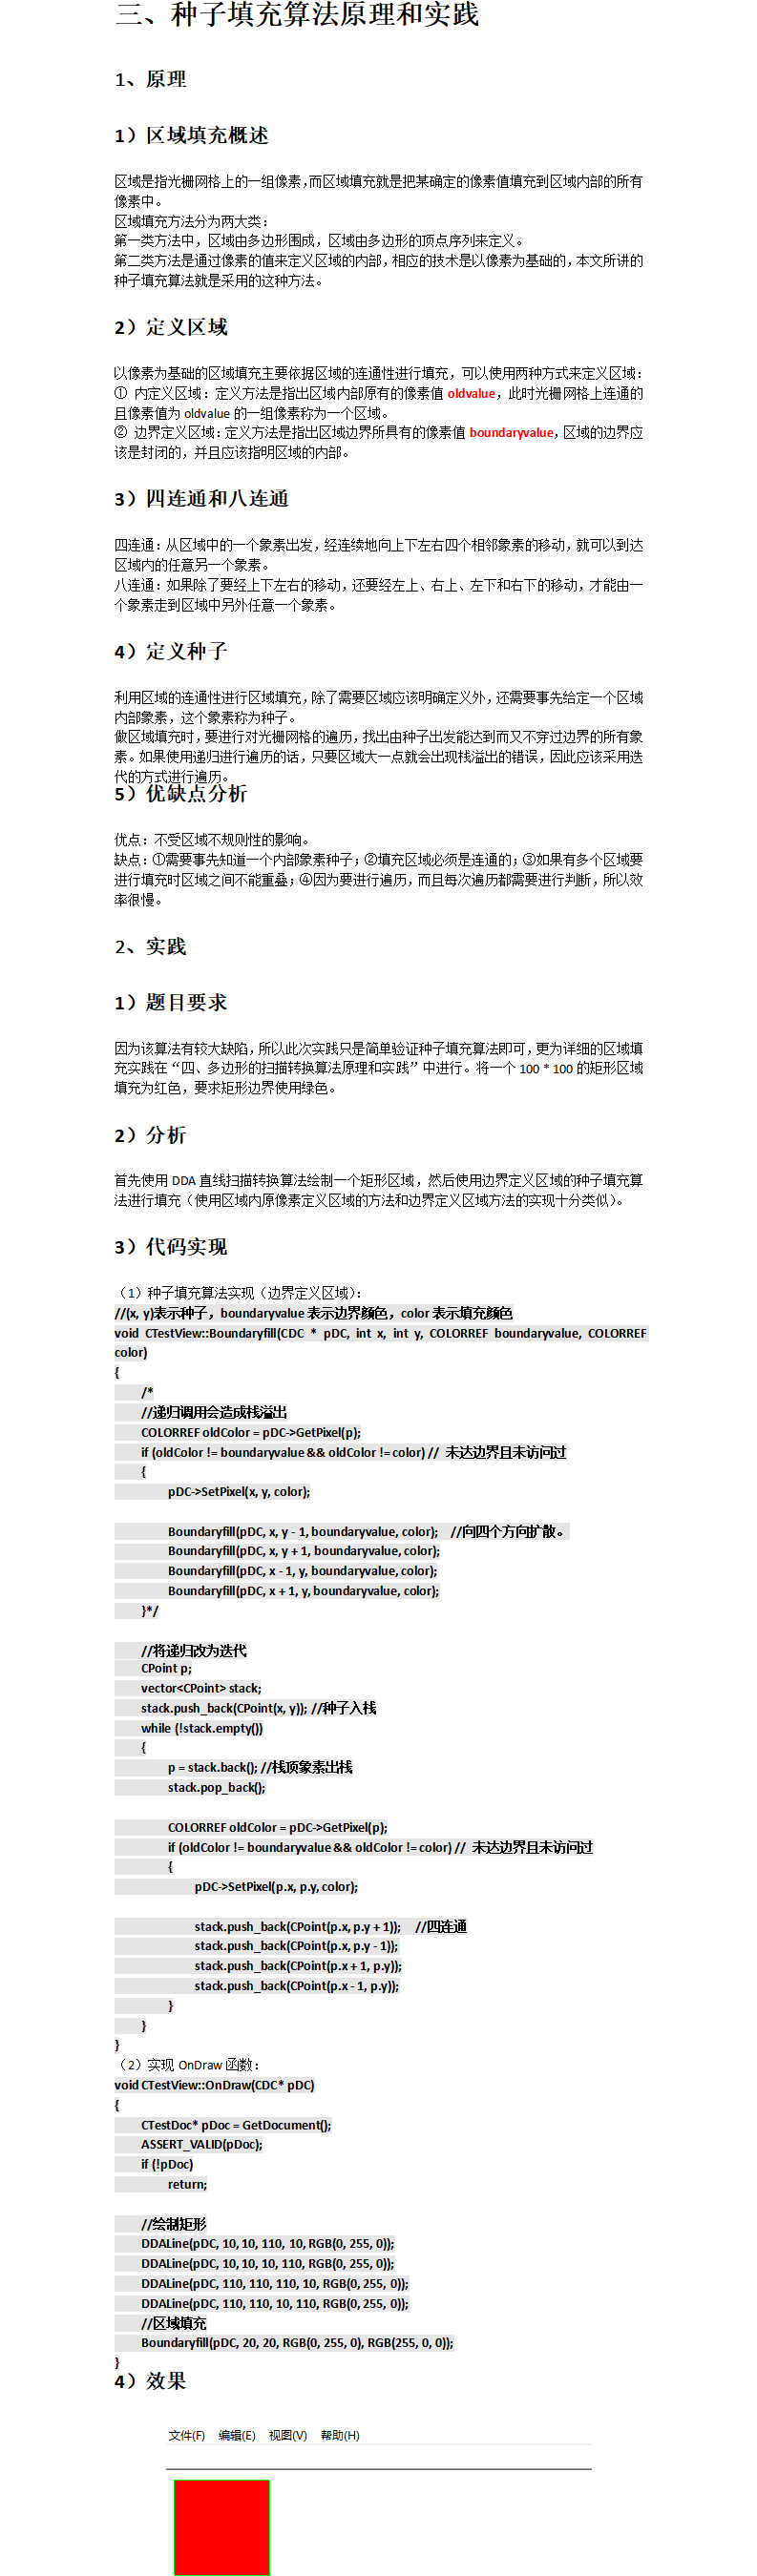 三、种子填充算法原理和实践
1、原理
1）区域填充概述
区域是指光栅网格上的一组像素，而区域填充就是把某确定的像素值填充到区域内部的所有
像素中。
区域填充方法分为两大类：
第一类方法中，区域由多边形围成，区域由多边形的顶点序列来定义。
第二类方法是通过像素的值来定义区域的内部，相应的技术是以像素为基础的，本文所讲的
种子填充算法就是采用的这种方法。
2）定义区域
以像素为基础的区域填充主要依据区域的连通性进行填充，可以使用两种方式来定义区域：
① 内定义区域：定义方法是指出区域内部原有的像素值 oldvalue，此时光栅网格上连通的
且像素值为 oldvalue 的一组像素称为一个区域。
② 边界定义区域：定义方法是指出区域边界所具有的像素值 boundaryvalue，区域的边界应
该是封闭的，并且应该指明区域的内部。
3）四连通和八连通
四连通：从区域中的一个象素出发，经连续地向上下左右四个相邻象素的移动，就可以到达
区域内的任意另一个象素。
八连通：如果除了要经上下左右的移动，还要经左上、右上、左下和右下的移动，才能由一
个象素走到区域中另外任意一个象素。
4）定义种子
利用区域的连通性进行区域填充，除了需要区域应该明确定义外，还需要事先给定一个区域
内部象素，这个象素称为种子。
做区域填充时，要进行对光栅网格的遍历，找出由种子出发能达到而又不穿过边界的所有象
素。如果使用递归进行遍历的话，只要区域大一点就会出现栈溢出的错误，因此应该采用迭
代的方式进行遍历。
5）优缺点分析
优点：不受区域不规则性的影响。
缺点：①需要事先知道一个内部象素种子；②填充区域必须是连通的；③如果有多个区域要
进行填充时区域之间不能重叠；④因为要进行遍历，而且每次遍历都需要进行判断，所以效
率很慢。
2、实践
1）题目要求
因为该算法有较大缺陷，所以此次实践只是简单验证种子填充算法即可，更为详细的区域填
充实践在“四、多边形的扫描转换算法原理和实践”中进行。将一个 100 * 100 的矩形区域
填充为红色，要求矩形边界使用绿色。
2）分析
首先使用 DDA 直线扫描转换算法绘制一个矩形区域，然后使用边界定义区域的种子填充算
法进行填充（使用区域内原像素定义区域的方法和边界定义区域方法的实现十分类似）。
3）代码实现
（1）种子填充算法实现（边界定义区域）：
//(x, y)表示种子，boundaryvalue 表示边界颜色，color 表示填充颜色
void CTestView::Boundaryfill(CDC * pDC, int x, int y, COLORREF boundaryvalue, COLORREF
color)
{
/*
//递归调用会造成栈溢出
COLORREF oldColor = pDC->GetPixel(p);
if (oldColor != boundaryvalue && oldColor != color) // 未达边界且未访问过
{
pDC->SetPixel(x, y, color);
Boundaryfill(pDC, x, y - 1, boundaryvalue, color); //向四个方向扩散。
Boundaryfill(pDC, x, y + 1, boundaryvalue, color);
Boundaryfill(pDC, x - 1, y, boundaryvalue, color);
Boundaryfill(pDC, x + 1, y, boundaryvalue, color);
}*/
//将递归改为迭代
CPoint p;
vector<CPoint> stack;
stack.push_back(CPoint(x, y)); //种子入栈
while (!stack.empty())
{
p = stack.back(); //栈顶象素出栈
stack.pop_back();
COLORREF oldColor = pDC->GetPixel(p);
if (oldColor != boundaryvalue && oldColor != color) // 未达边界且未访问过
{
pDC->SetPixel(p.x, p.y, color);
stack.push_back(CPoint(p.x, p.y + 1)); //四连通
stack.push_back(CPoint(p.x, p.y - 1));
stack.push_back(CPoint(p.x + 1, p.y));
stack.push_back(CPoint(p.x - 1, p.y));
}
}
}
（2）实现 OnDraw 函数：
void CTestView::OnDraw(CDC* pDC)
{
CTestDoc* pDoc = GetDocument();
ASSERT_VALID(pDoc);
if (!pDoc)
return;
//绘制矩形
DDALine(pDC, 10, 10, 110, 10, RGB(0, 255, 0));
DDALine(pDC, 10, 10, 10, 110, RGB(0, 255, 0));
DDALine(pDC, 110, 110, 110, 10, RGB(0, 255, 0));
DDALine(pDC, 110, 110, 10, 110, RGB(0, 255, 0));
//区域填充
Boundaryfill(pDC, 20, 20, RGB(0, 255, 0), RGB(255, 0, 0));
}
4）效果
文件(F) 编辑(E) 视图(V) 帮助(H)